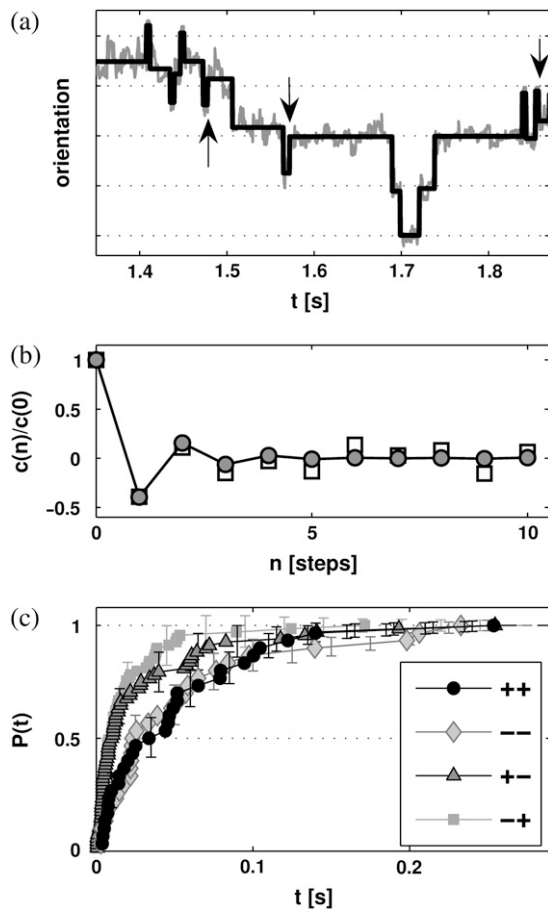 (a)
orientation
1.4 1.5 1.6 1.7 1.8
t [s]
(b)
c(n)/c(0)
1
0.5
0
−0.5
0 5 10
n [steps]
(c)
P(t)
1
0.5
0
++
−−
+−
−+
0 0.1 0.2
t [s]